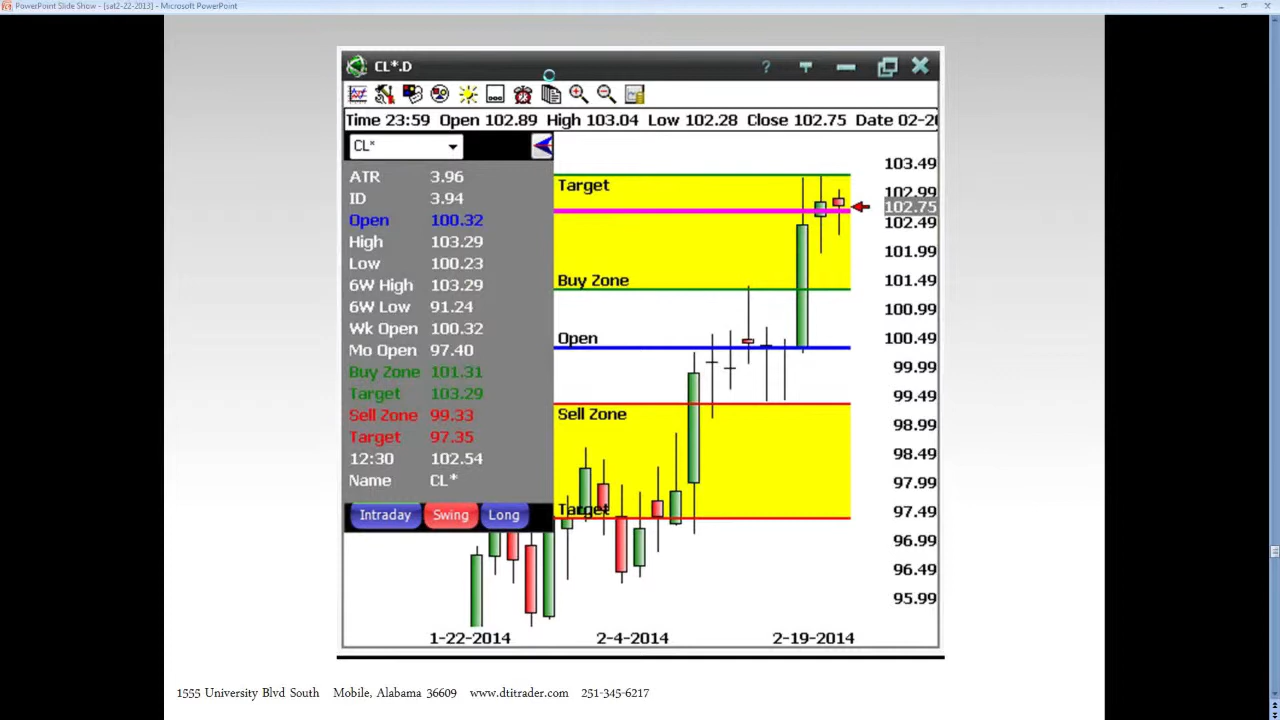 PowerPoint Slide Show - [sat2-22-2013] - Microsoft PowerPoint
CL*.D
?
Time 23:59 Open 102.89 High 103.04 Low 102.28 Close 102.75 Date 02-20
CL*
ATR 3.96
ID 3.94
Open 100.32
High 103.29
Low 100.23
6W High 103.29
6W Low 91.24
Wk Open 100.32
Mo Open 97.40
Buy Zone 101.31
Target 103.29
Sell Zone 99.33
Target 97.35
12:30 102.54
Name CL*
Intraday Swing Long
Target
Buy Zone
Open
Sell Zone
Target
103.49
102.99
102.75
102.49
101.99
101.49
100.99
100.49
99.99
99.49
98.99
98.49
97.99
97.49
96.99
96.49
95.99
1-22-2014 2-4-2014 2-19-2014
1555 University Blvd South Mobile, Alabama 36609 www.dtitrader.com 251-345-6217